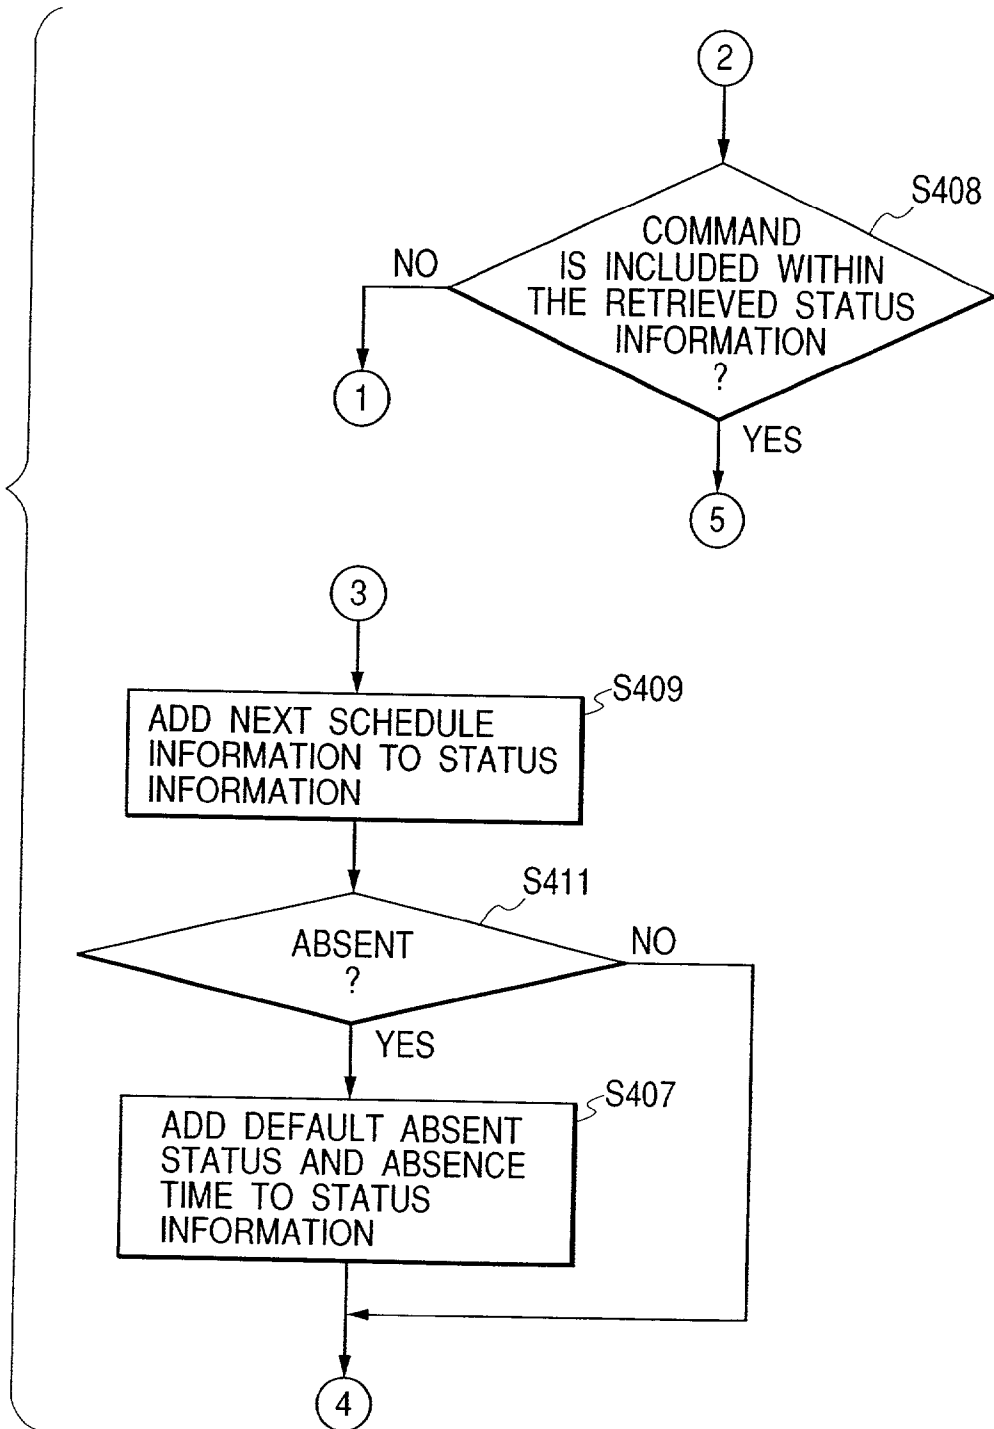 2
S408
COMMAND
IS INCLUDED WITHIN
THE RETRIEVED STATUS
INFORMATION
?
NO
1
YES
5
3
S409
ADD NEXT SCHEDULE
INFORMATION TO STATUS
INFORMATION
S411
ABSENT
?
NO
YES
S407
ADD DEFAULT ABSENT
STATUS AND ABSENCE
TIME TO STATUS
INFORMATION
4